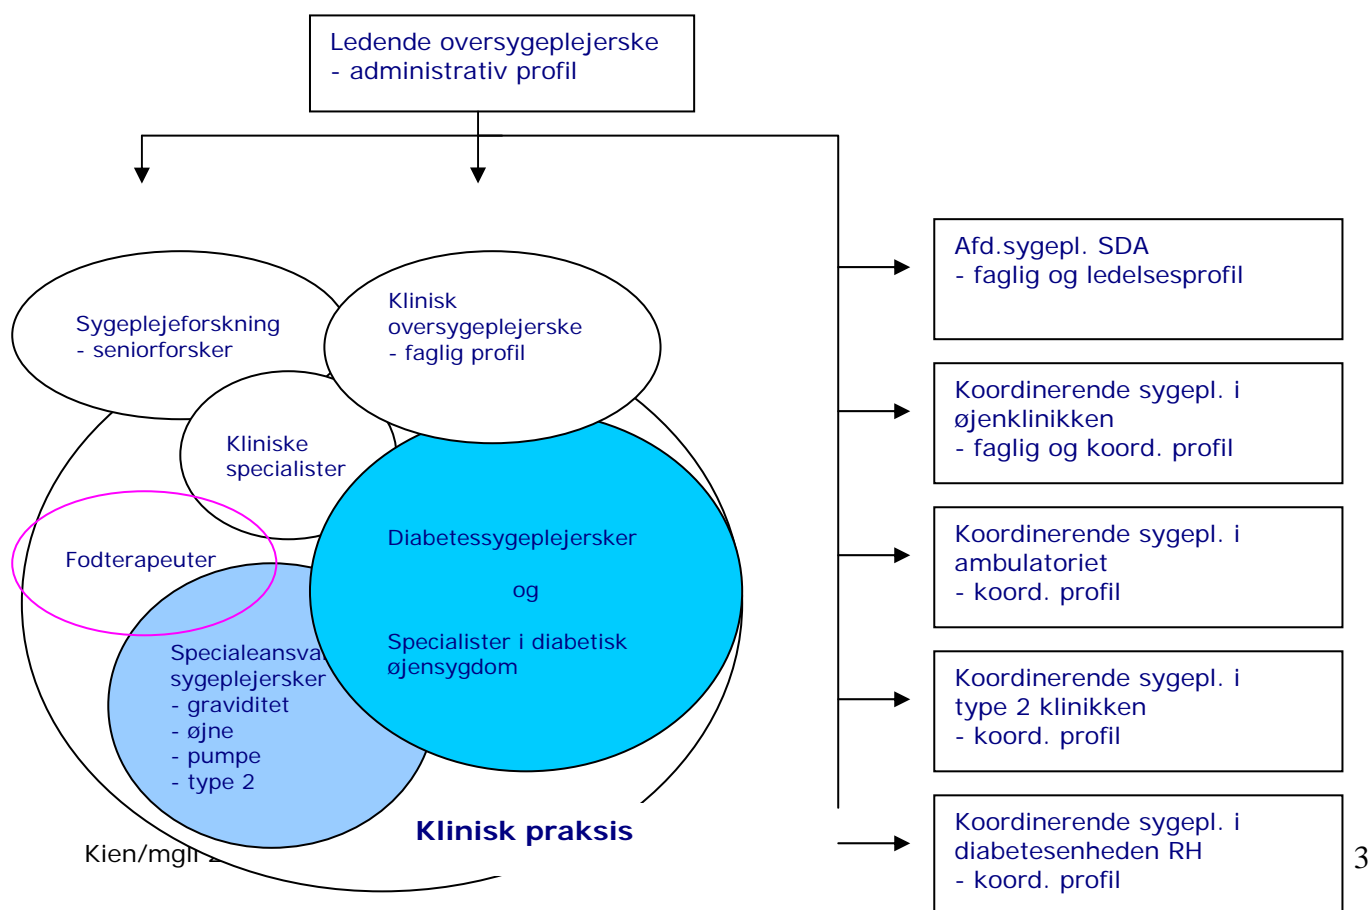 Ledende oversygeplejerske
- administrativ profil
Sygeplejeforskning
- seniorforsker
Klinisk
oversygeplejerske
- faglig profil
Kliniske
specialister
Fodterapeuter
Diabetessygeplejersker
og
Specialister i diabetisk
øjensygdom
sygeplejersker
- graviditet
- øjne
- pumpe
- type 2
Klinisk praksis
Afd.sygepl. SDA
- faglig og ledelsesprofil
Koordinerende sygepl. i
øjenklinikken
- faglig og koord. profil
Koordinerende sygepl. i
ambulatoriet
- koord. profil
Koordinerende sygepl. i
type 2 klinikken
- koord. profil
Koordinerende sygepl. i
diabetesenheden RH
- koord. profil
3